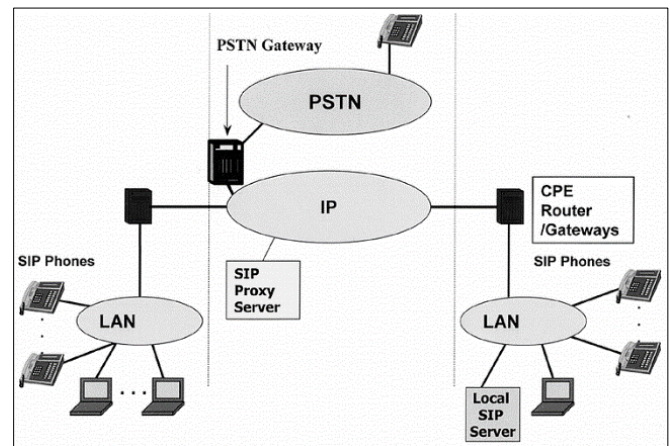 PSTN Gateway
PSTN
IP
CPE
Router
/Gateways
SIP Phones
SIP Phones
SIP
Proxy
Server
LAN
LAN
Local
SIP
Server